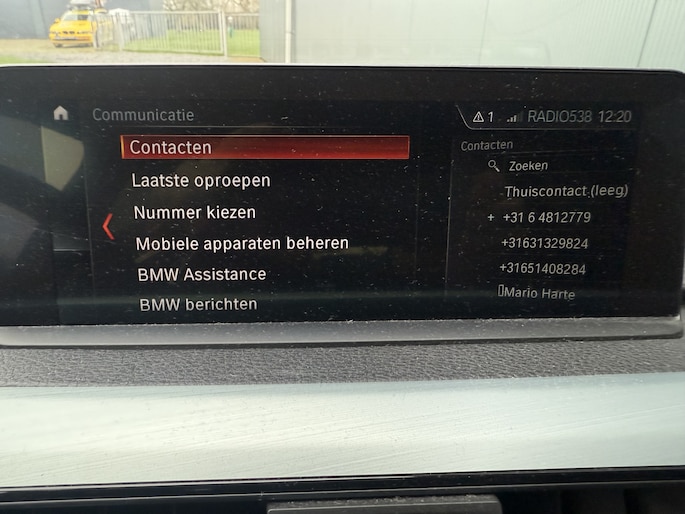 Communicatie
1 RADIO538 12:20
Contacten
Laatste oproepen
Nummer kiezen
Mobiele apparaten beheren
BMW Assistance
BMW berichten
Contacten
Zoeken
Thuiscontact (leeg)
+ +31 6 4812779
+31631329824
+31651408284
Mario Harte